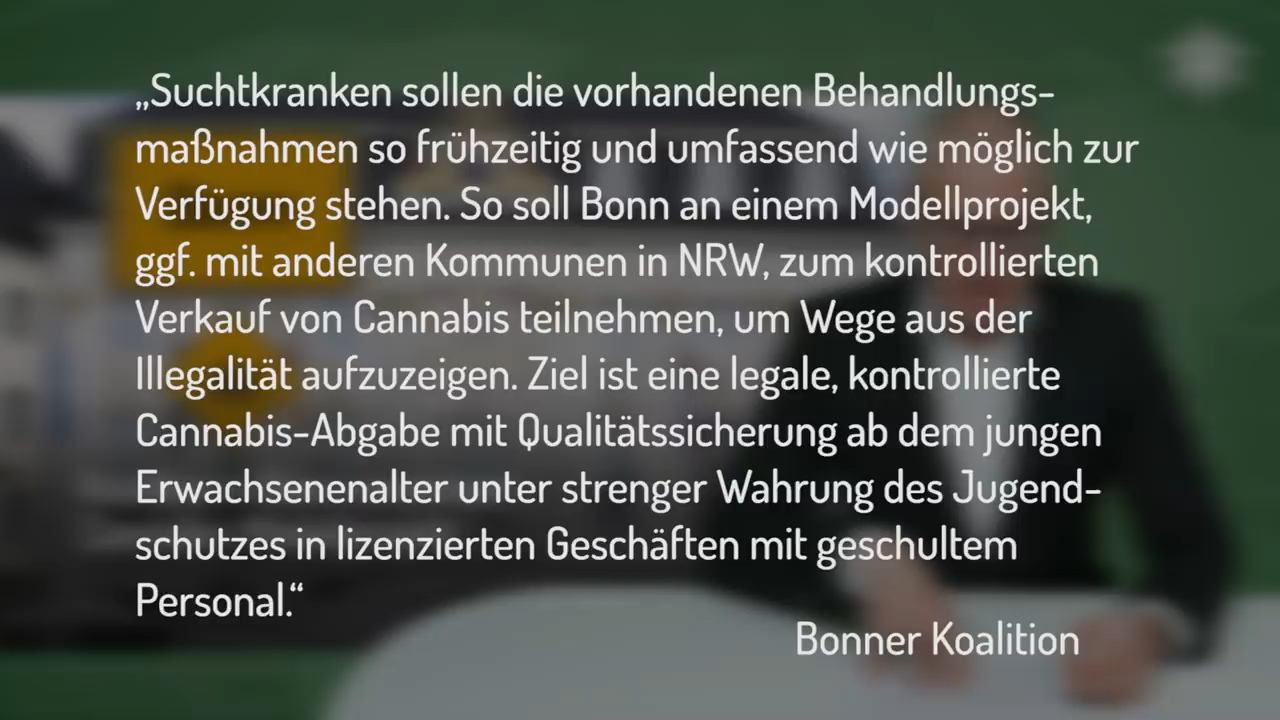 „Suchtkranken sollen die vorhandenen Behandlungs-
maßnahmen so frühzeitig und umfassend wie möglich zur
Verfügung stehen. So soll Bonn an einem Modellprojekt,
ggf. mit anderen Kommunen in NRW, zum kontrollierten
Verkauf von Cannabis teilnehmen, um Wege aus der
Illegalität aufzuzeigen. Ziel ist eine legale, kontrollierte
Cannabis-Abgabe mit Qualitätssicherung ab dem jungen
Erwachsenenalter unter strenger Wahrung des Jugend-
schutzes in lizenzierten Geschäften mit geschultem
Personal.“
Bonner Koalition